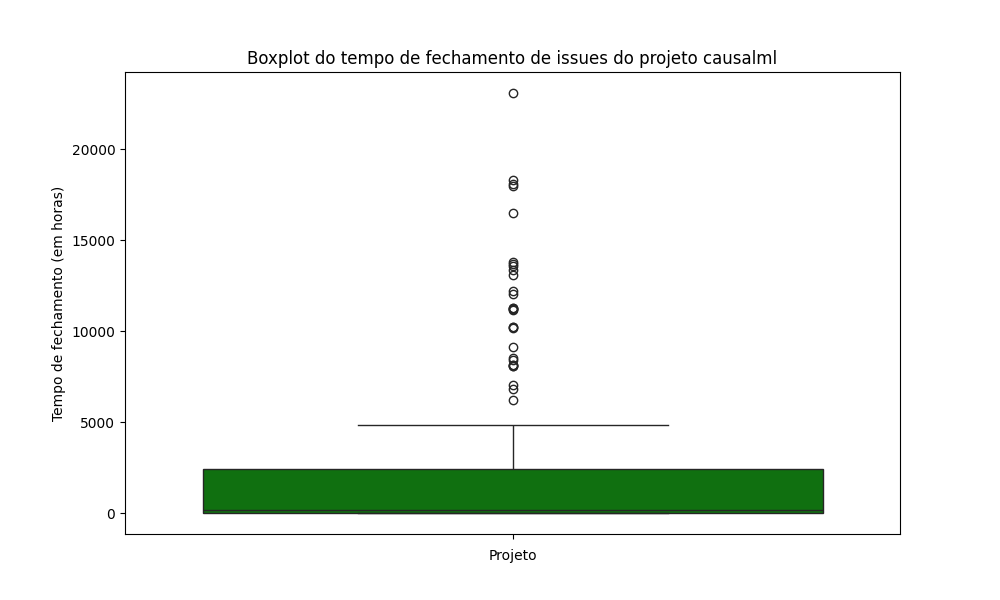 Boxplot do tempo de fechamento de issues do projeto causalml
Tempo de fechamento (em horas)
20000
15000
10000
5000
0
Projeto